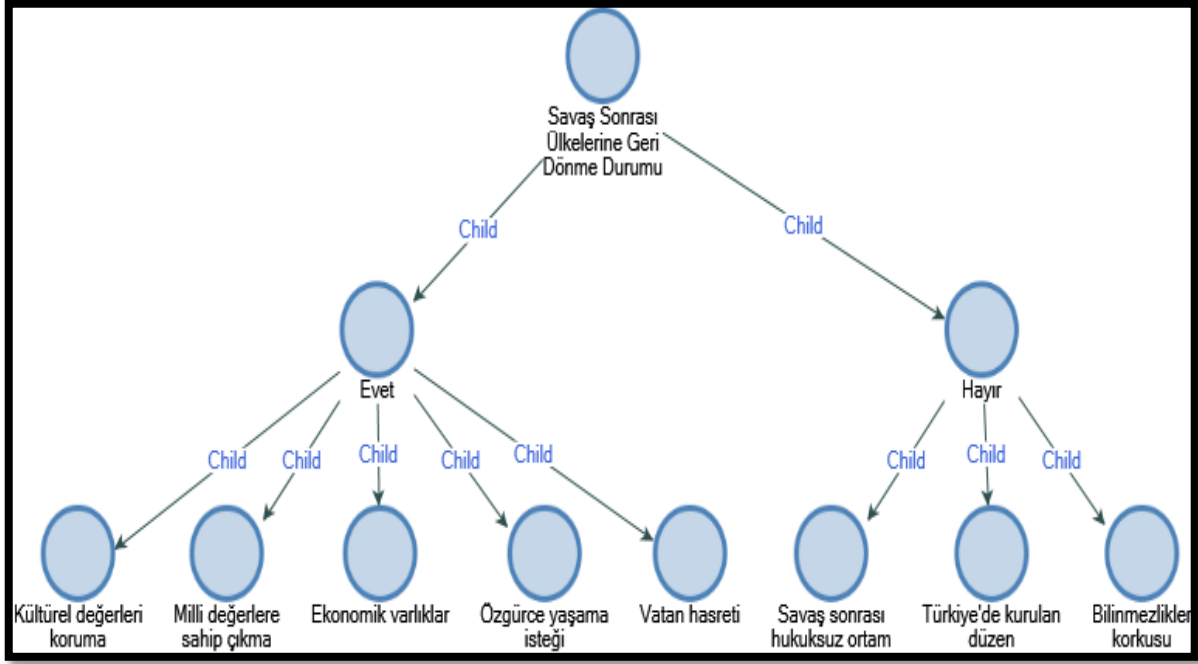 Savaş Sonrası
Ülkelerine Geri
Dönme Durumu
Child
Child
Evet
Hayır
Child
Child
Child
Child
Child
Child
Child
Child
Kültürel değerleri
koruma
Milli değerlere
sahip çıkma
Ekonomik varlıklar
Özgürce yaşama
isteği
Vatan hasreti
Savaş sonrası
hukuksuz ortam
Türkiye'de kurulan
düzen
Bilinmezlikler
korkusu